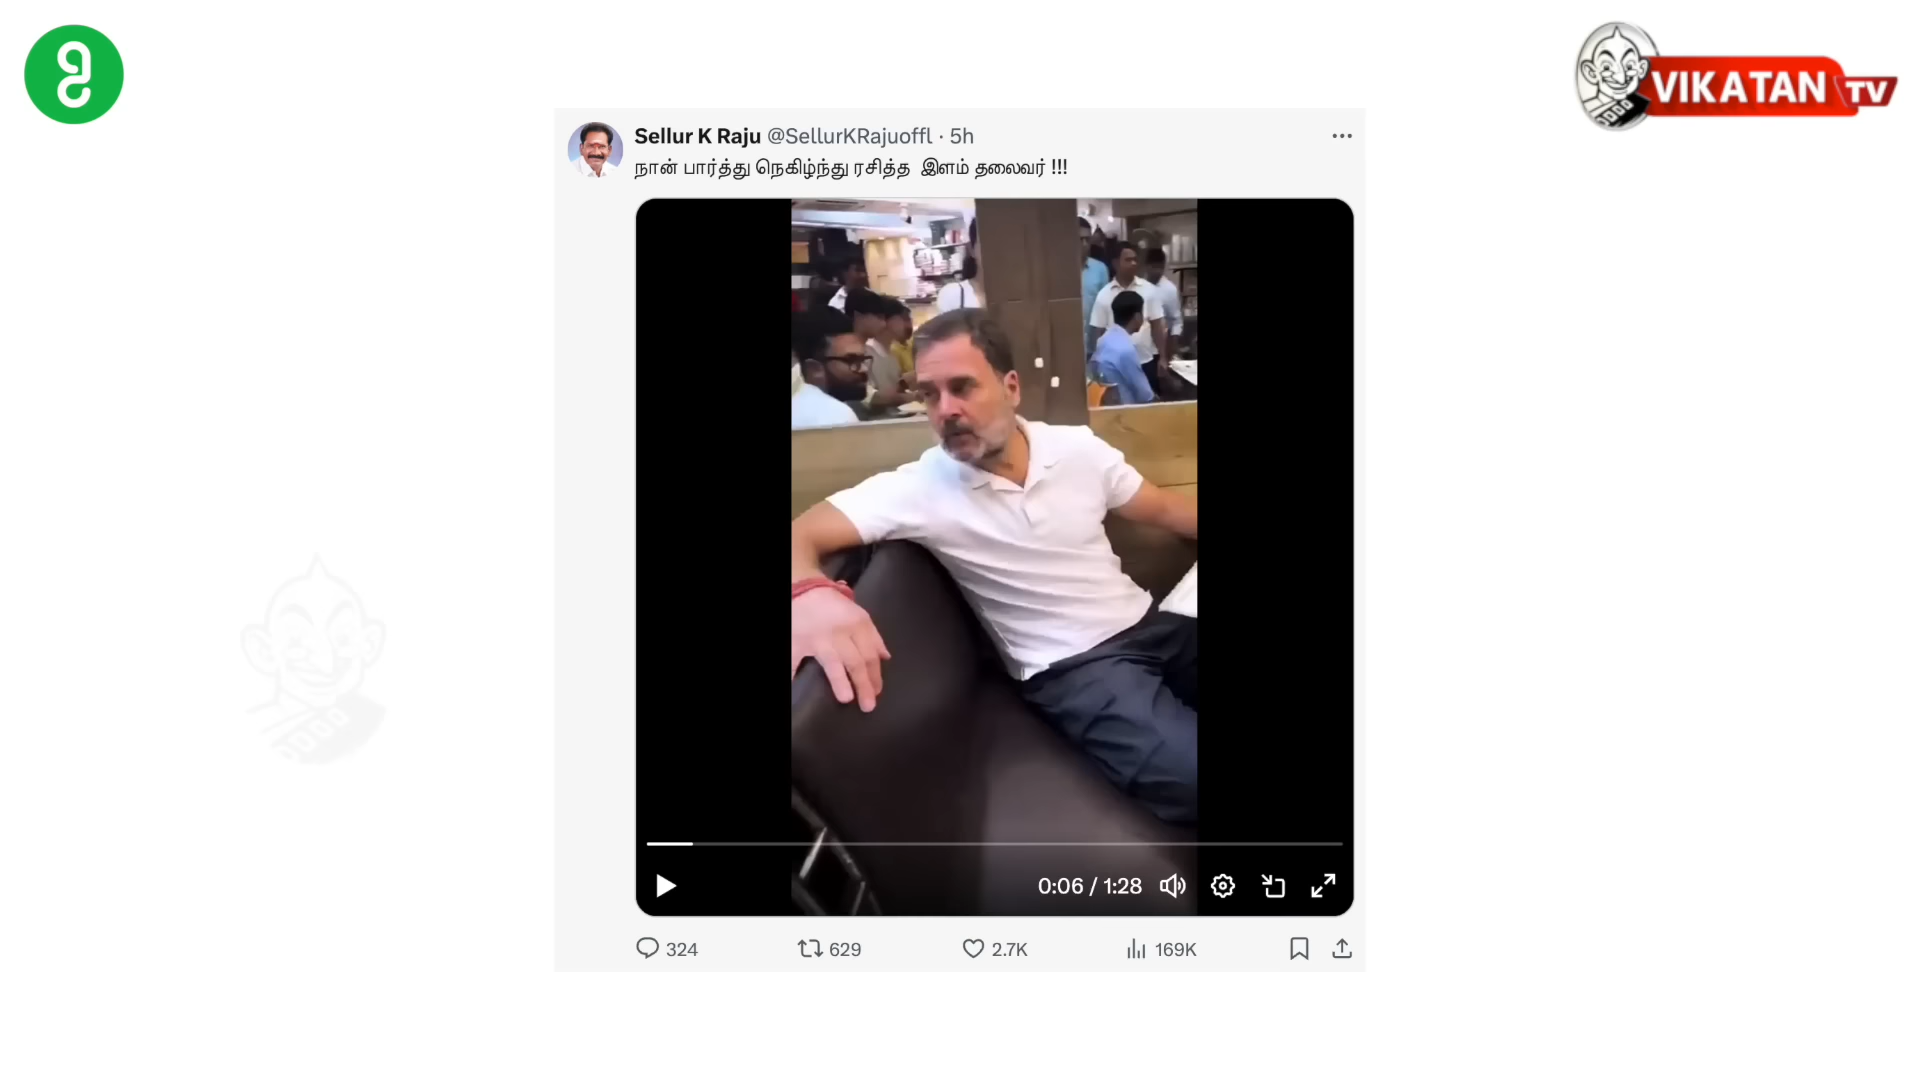 VIKATAN TV
Sellur K Raju @SellurKRajuoffl · 5h
நான் பார்த்து நெகிழ்ந்து ரசித்த இளம் தலைவர் !!!
0:06 / 1:28
324 629 2.7K 169K